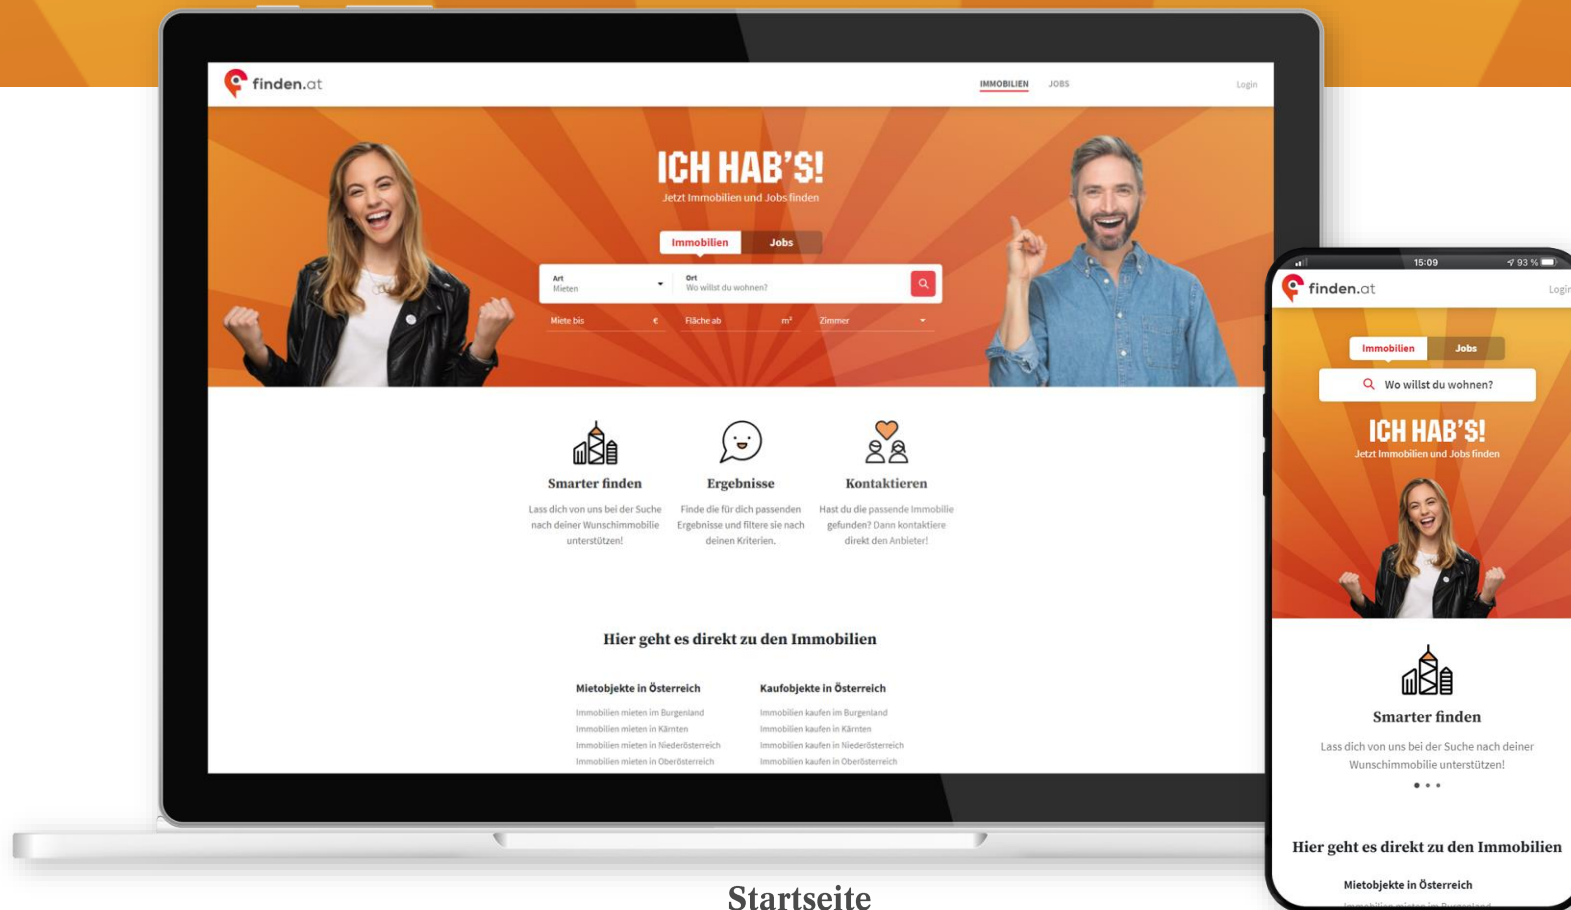 finden.at
IMMOBILIEN JOBS
Login
ICH HAB'S!
Jetzt Immobilien und Jobs finden
Immobilien Jobs
Art
Mieten
Ort
Wo willst du wohnen?
Miete bis €
Fläche ab m²
Zimmer
Smarter finden
Lass dich von uns bei der Suche
nach deiner Wunschimmobilie
unterstützen!
Ergebnisse
Finde die für dich passenden
Ergebnisse und filtere sie nach
deinen Kriterien.
Kontaktieren
Hast du die passende Immobilie
gefunden? Dann kontaktiere
direkt den Anbieter!
Hier geht es direkt zu den Immobilien
Mietobjekte in Österreich
Immobilien mieten im Burgenland
Immobilien mieten in Kärnten
Immobilien mieten in Niederösterreich
Immobilien mieten in Oberösterreich
Kaufobjekte in Österreich
Immobilien kaufen im Burgenland
Immobilien kaufen in Kärnten
Immobilien kaufen in Niederösterreich
Immobilien kaufen in Oberösterreich
15:09 93 %
finden.at
Login
Immobilien Jobs
Wo willst du wohnen?
ICH HAB'S!
Jetzt Immobilien und Jobs finden
Smarter finden
Lass dich von uns bei der Suche nach deiner
Wunschimmobilie unterstützen!
Hier geht es direkt zu den Immobilien
Mietobjekte in Österreich
Immobilien mieten im Burgenland
Startseite